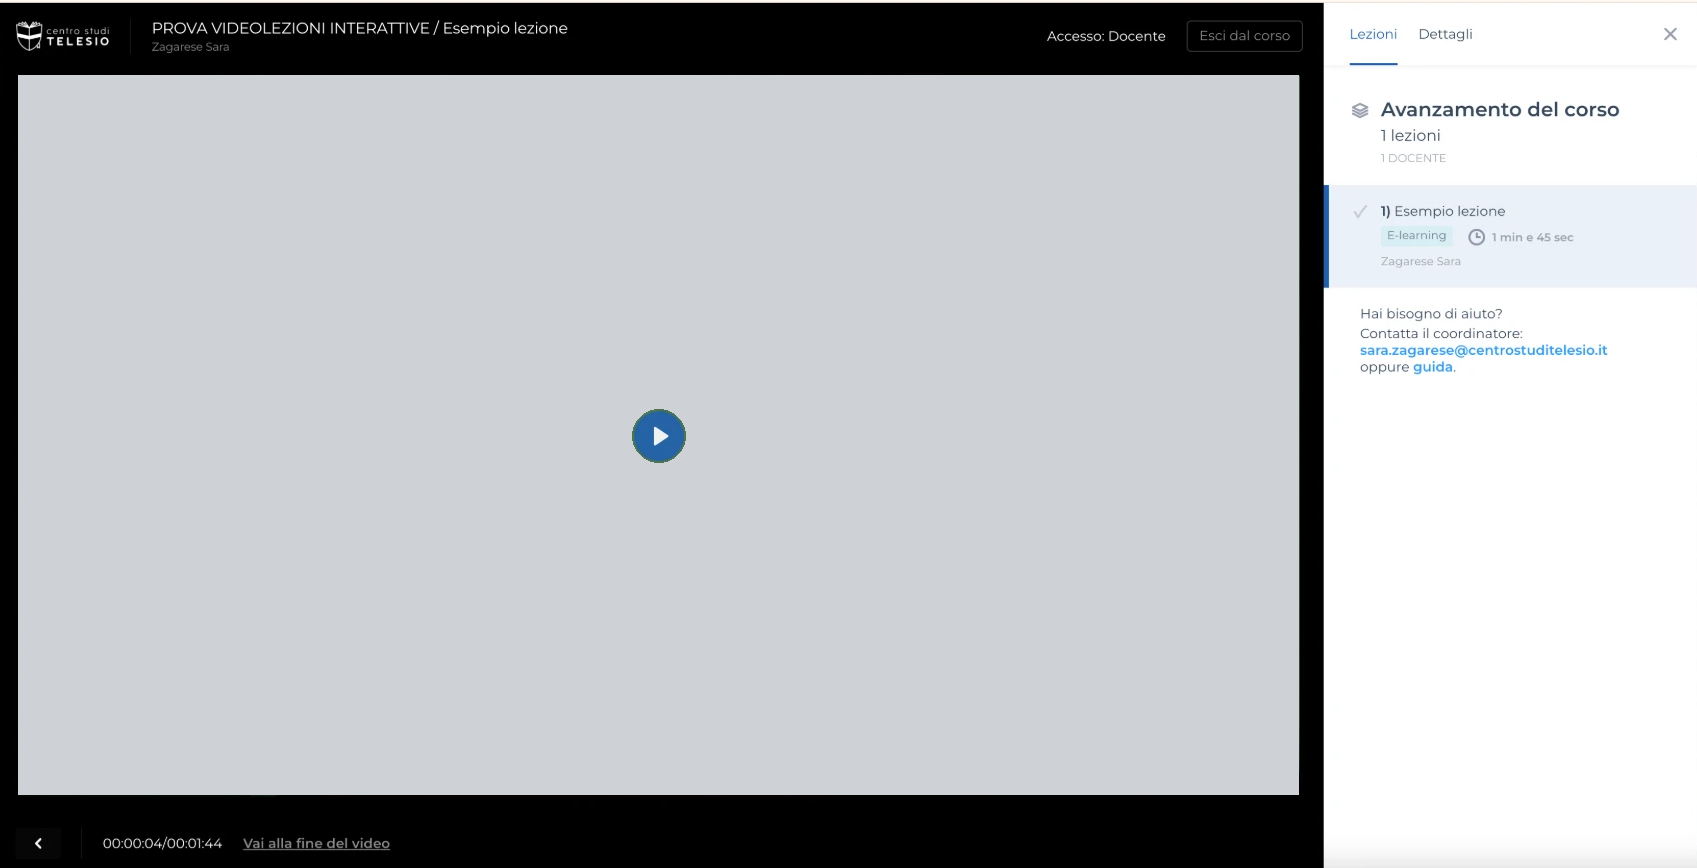 centro studi
TELESIO
PROVA VIDEOLEZIONI INTERATTIVE / Esempio lezione
Zagarese Sara
Accesso: Docente
Esci dal corso
Lezioni
Dettagli
Avanzamento del corso
1 lezioni
1 DOCENTE
1) Esempio lezione
E-learning
1 min e 45 sec
Zagarese Sara
Hai bisogno di aiuto?
Contatta il coordinatore:
sara.zagarese@centrostuditelesio.it
oppure guida.
00:00:04/00:01:44
Vai alla fine del video